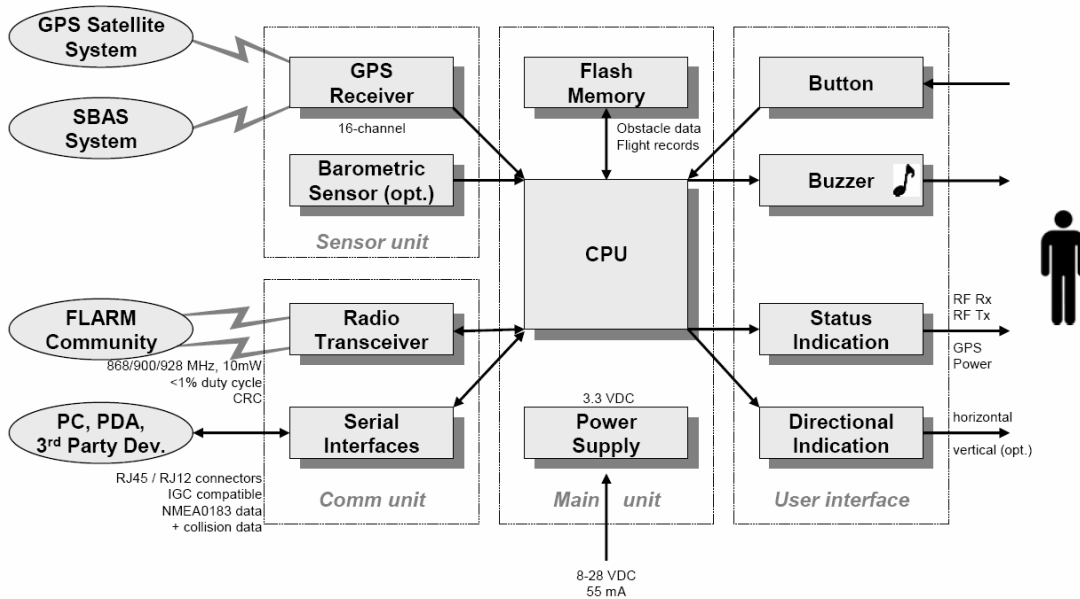 GPS Satellite
System
SBAS
System
GPS
Receiver
16-channel
Barometric
Sensor (opt.)
Sensor unit
Flash
Memory
Obstacle data
Flight records
CPU
Button
Buzzer
FLARM
Community
868/900/928 MHz, 10mW
<1% duty cycle
CRC
Radio
Transceiver
PC, PDA,
3rd Party Dev.
RJ45 / RJ12 connectors
IGC compatible
NMEA0183 data
+ collision data
Serial
Interfaces
Comm unit
3.3 VDC
Power
Supply
Main unit
8-28 VDC
55 mA
Status
Indication
RF Rx
RF Tx
GPS
Power
Directional
Indication
horizontal
vertical (opt.)
User interface